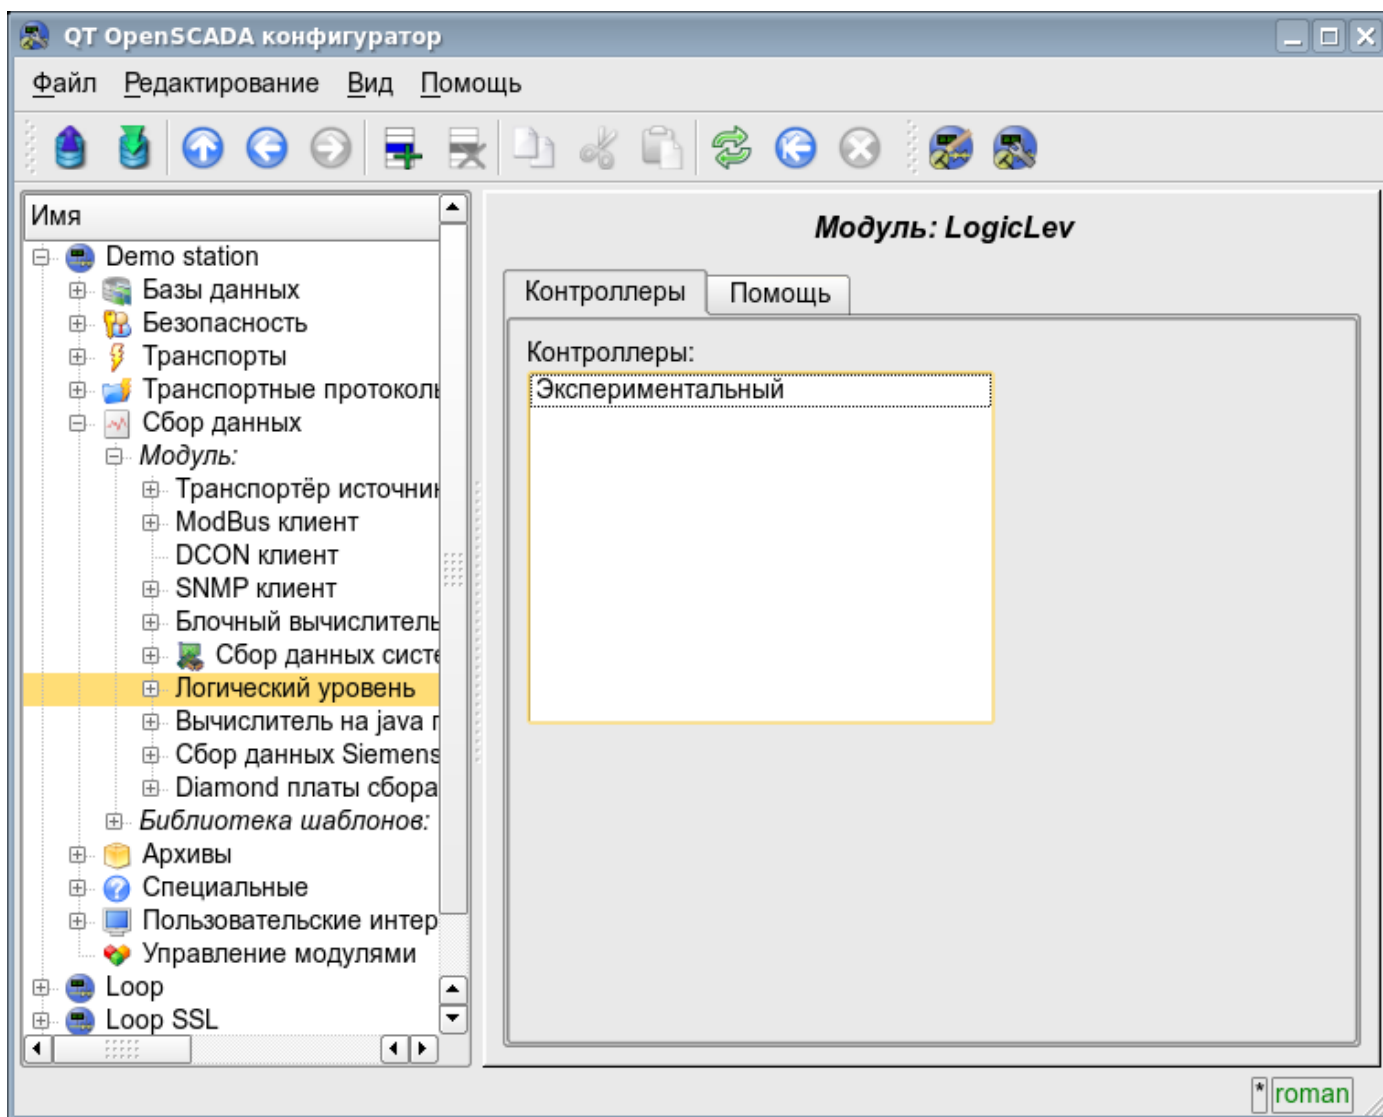 QT OpenSCADA конфигуратор
Файл Редактирование Вид Помощь
Имя
Demo station
Базы данных
Безопасность
Транспорты
Транспортные протоколы
Сбор данных
Модуль:
Транспортёр источни
ModBus клиент
DCON клиент
SNMP клиент
Блочный вычислитель
Сбор данных систе
Логический уровень
Вычислитель на java
Сбор данных Siemens
Diamond платы сбора
Библиотека шаблонов:
Архивы
Специальные
Пользовательские интер
Управление модулями
Loop
Loop SSL
Модуль: LogicLev
Контроллеры Помощь
Контроллеры:
Экспериментальный
* roman